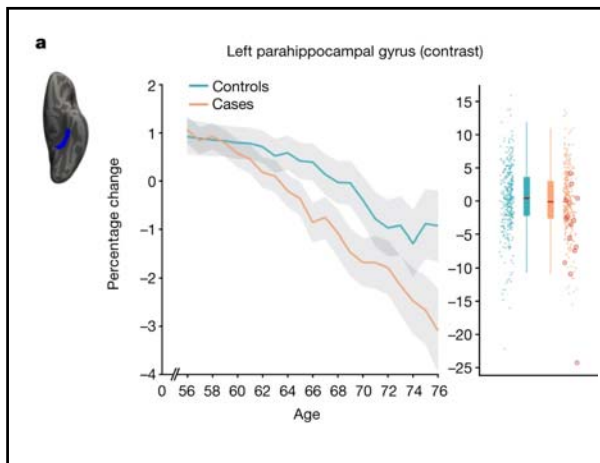 a
Left parahippocampal gyrus (contrast)
Controls
Cases
Percentage change
2
1
0
–1
–2
–3
–4
0 56 58 60 62 64 66 68 70 72 74 76
Age
15
10
5
0
–5
–10
–15
–20
–25